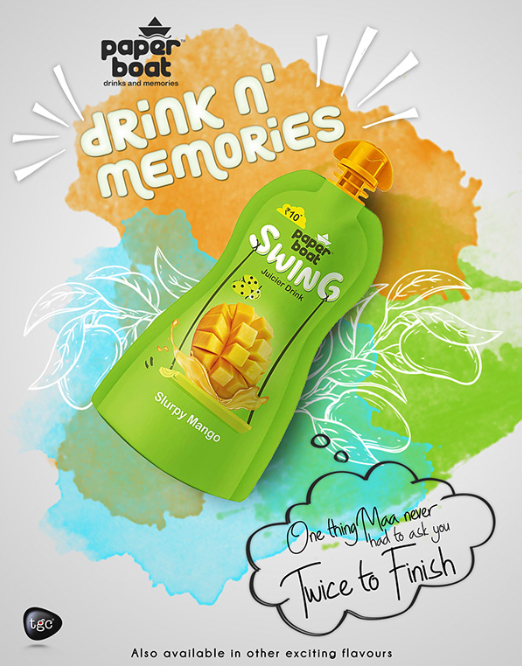 paper
boat
drinks and memories
DRINK N'
MEMORIES
₹10
paper
boat
SWING
Juicier Drink
Slurpy Mango
One thing Maa never
had to ask you
Twice to Finish
tgc
Also available in other exciting flavours